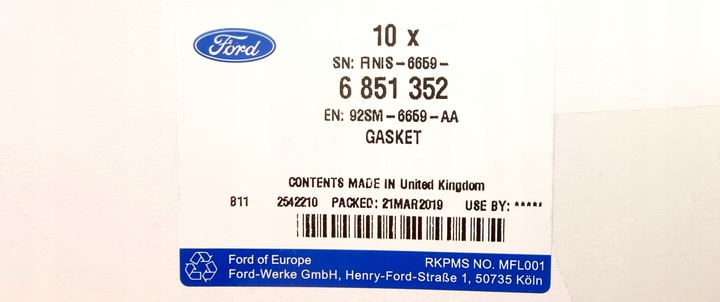 Ford
10 x
SN: FINIS-6659-
6 851 352
EN: 92SM-6659-AA
GASKET
CONTENTS MADE IN United Kingdom
B11 2542210 PACKED: 21MAR2019 USE BY: *****
Ford of Europe RKPMS NO. MFL001
Ford-Werke GmbH, Henry-Ford-Straße 1, 50735 Köln